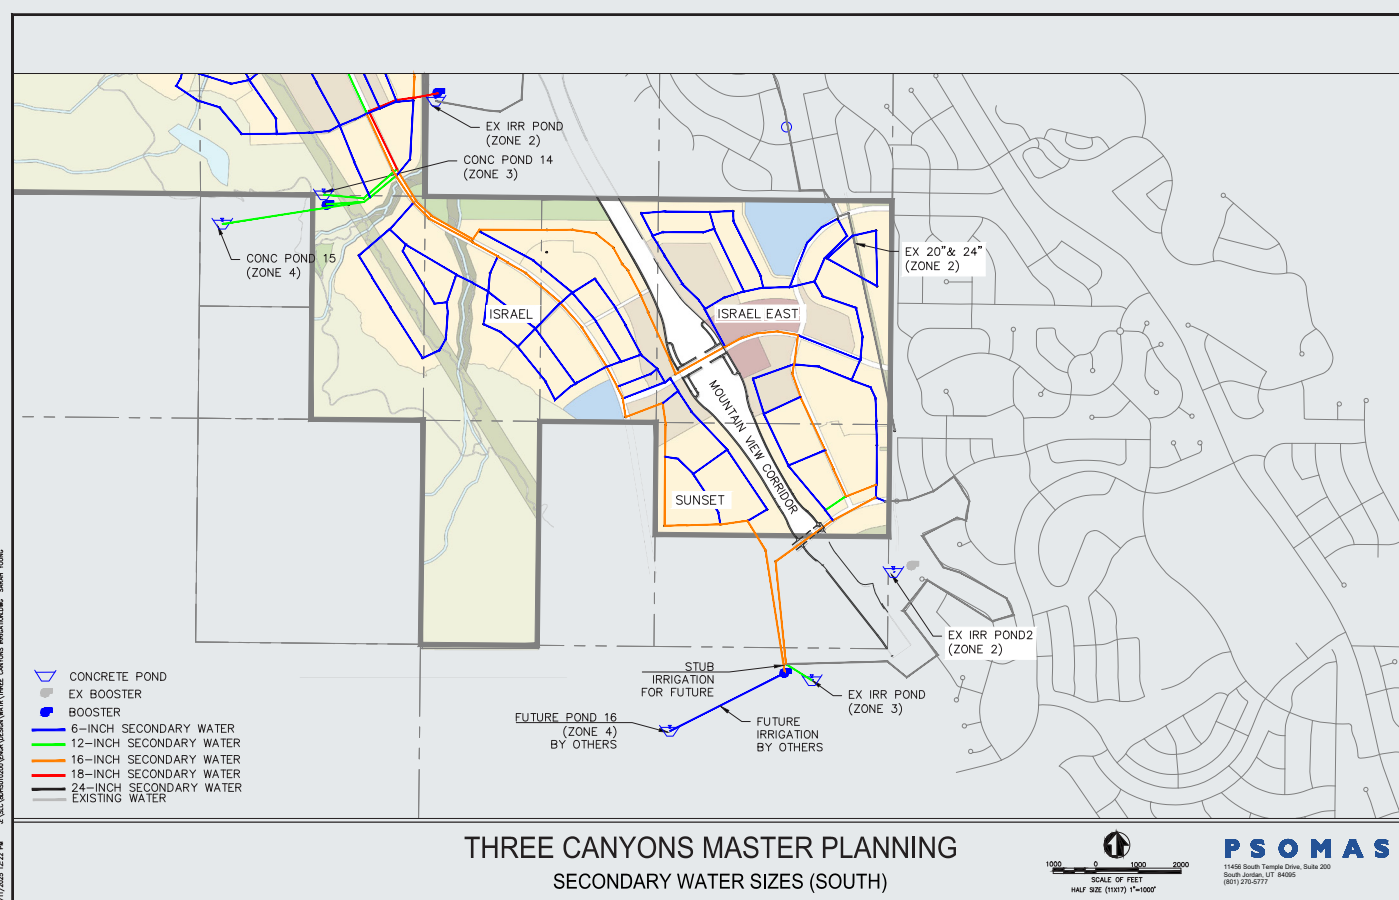 EX IRR POND
(ZONE 2)
CONC POND 14
(ZONE 3)
CONC POND 15
(ZONE 4)
EX 20"& 24"
(ZONE 2)
ISRAEL
ISRAEL EAST
MOUNTAIN VIEW CORRIDOR
SUNSET
EX IRR POND2
(ZONE 2)
STUB
IRRIGATION
FOR FUTURE
EX IRR POND
(ZONE 3)
FUTURE POND 16
(ZONE 4)
BY OTHERS
FUTURE
IRRIGATION
BY OTHERS
CONCRETE POND
EX BOOSTER
BOOSTER
6-INCH SECONDARY WATER
12-INCH SECONDARY WATER
16-INCH SECONDARY WATER
18-INCH SECONDARY WATER
24-INCH SECONDARY WATER
EXISTING WATER
THREE CANYONS MASTER PLANNING
SECONDARY WATER SIZES (SOUTH)
1000 0 1000 2000
SCALE OF FEET
HALF SIZE (11X17) 1"=1000'
PSOMAS
11456 South Temple Drive, Suite 200
South Jordan, UT 84095
(801) 270-5777